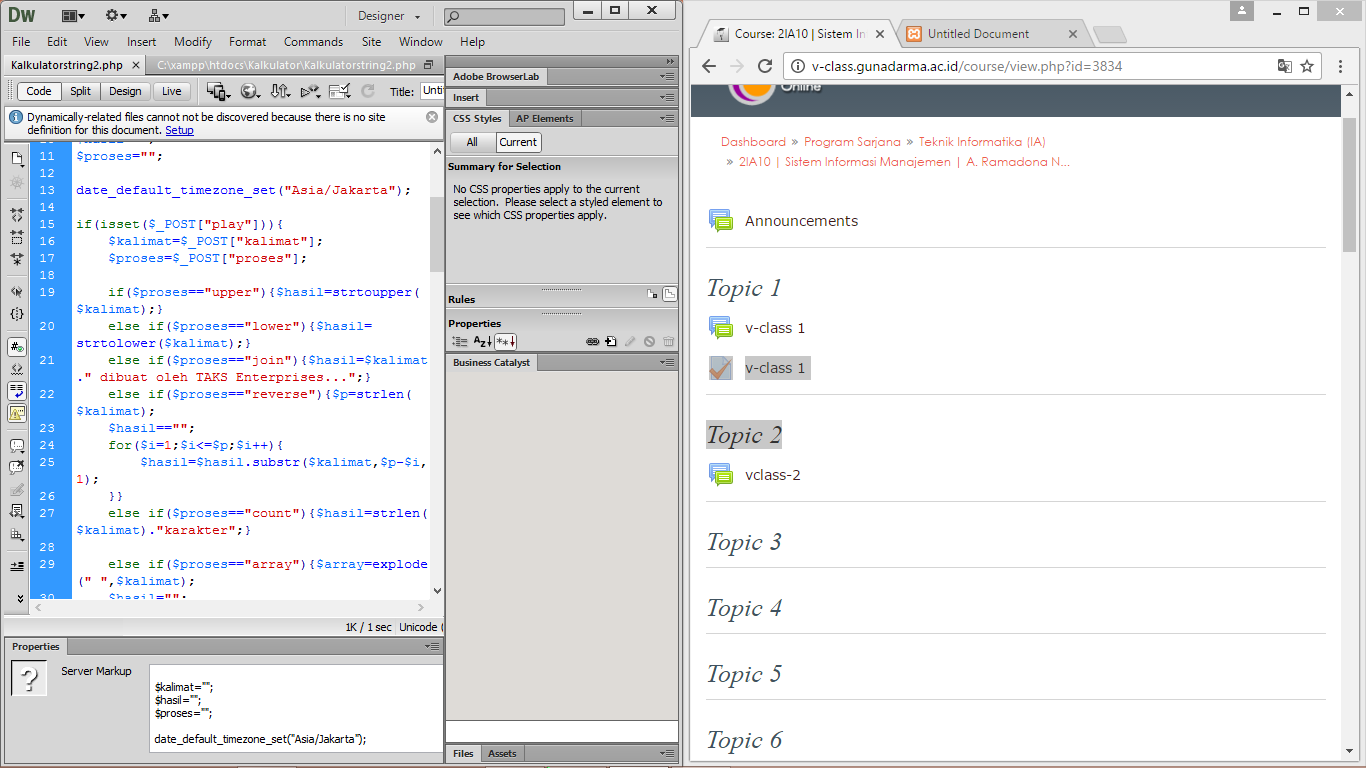 Dw
Designer
File Edit View Insert Modify Format Commands Site Window Help
Kalkulatorstring2.php × C:\xampp\htdocs\Kalkulator\Kalkulatorstring2.php
Code Split Design Live Title:
Dynamically-related files cannot not be discovered because there is no site
definition for this document. Setup
11 $proses="";
12
13 date_default_timezone_set("Asia/Jakarta");
14
15 if(isset($_POST["play"])){
16 $kalimat=$_POST["kalimat"];
17 $proses=$_POST["proses"];
18
19 if($proses=="upper"){$hasil=strtoupper(
$kalimat);}
20 else if($proses=="lower"){$hasil=
strtolower($kalimat);}
21 else if($proses=="join"){$hasil=$kalimat
." dibuat oleh TAKS Enterprises...";}
22 else if($proses=="reverse"){$p=strlen(
$kalimat);
23 $hasil=="";
24 for($i=1;$i<=$p;$i++){
25 $hasil=$hasil.substr($kalimat,$p-$i,
1);
26 }}
27 else if($proses=="count"){$hasil=strlen(
$kalimat)."karakter";}
28
29 else if($proses=="array"){$array=explode
(" ",$kalimat);
30 $hasil="";
1K / 1 sec Unicode (
Properties
Server Markup
$kalimat="";
$hasil="";
$proses="";
date_default_timezone_set("Asia/Jakarta");
Adobe BrowserLab
Insert
CSS Styles AP Elements
All Current
Summary for Selection
No CSS properties apply to the current
selection. Please select a styled element to
see which CSS properties apply.
Rules
Properties
Business Catalyst
Files Assets
Course: 2IA10 | Sistem In × Untitled Document ×
v-class.gunadarma.ac.id/course/view.php?id=3834
Online
Dashboard » Program Sarjana » Teknik Informatika (IA)
» 2IA10 | Sistem Informasi Manajemen | A. Ramadona N...
Announcements
Topic 1
v-class 1
v-class 1
Topic 2
vclass-2
Topic 3
Topic 4
Topic 5
Topic 6